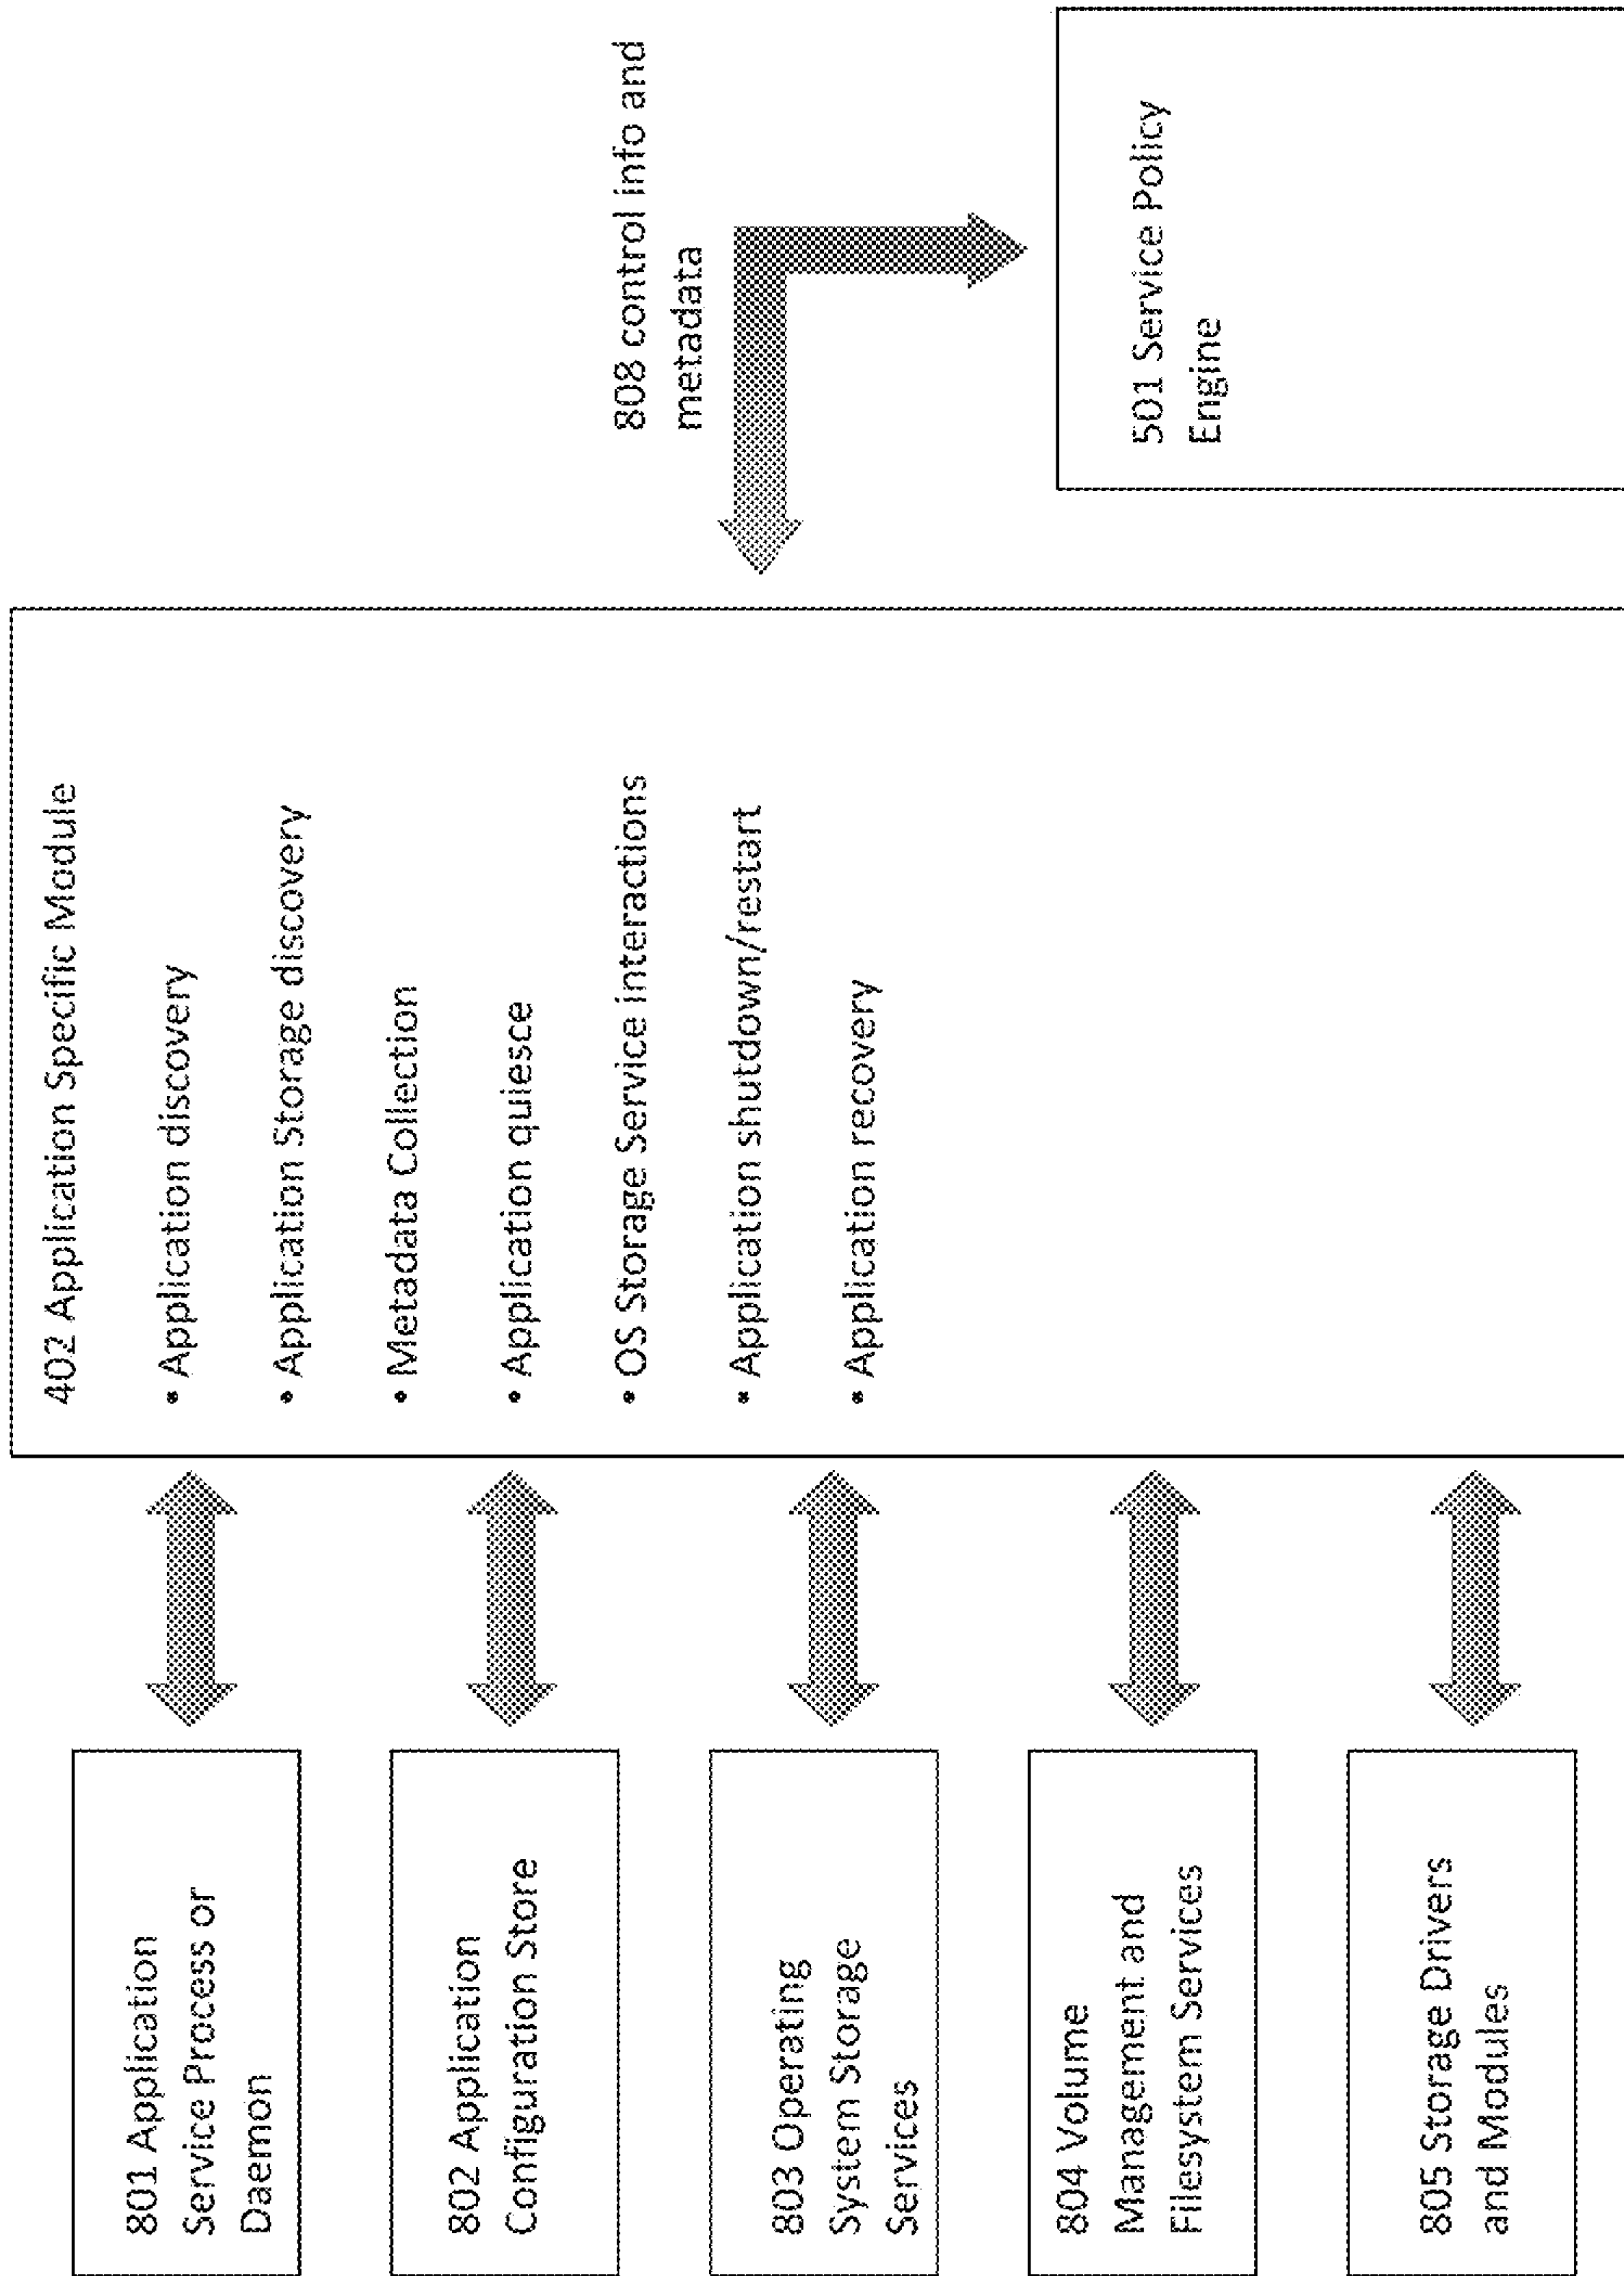 801 Application
Service Process or
Daemon
802 Application
Configuration Store
803 Operating
System Storage
Services
804 Volume
Management and
Filesystem Services
805 Storage Drivers
and Modules
402 Application Specific Module
• Application discovery
• Application Storage discovery
• Metadata Collection
• Application quiesce
• OS Storage Service interactions
• Application shutdown/restart
• Application recovery
808 control info and
metadata
501 Service Policy
Engine